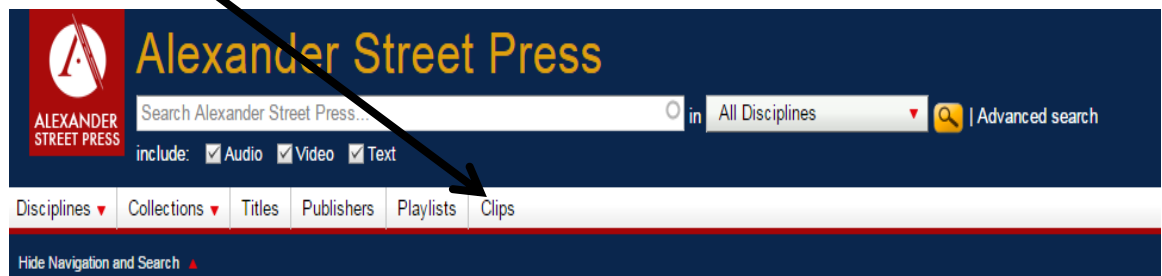 Alexander Street Press
ALEXANDER
STREET PRESS
Search Alexander Street Press... in All Disciplines ▼ | Advanced search
include: Audio Video Text
Disciplines ▼ Collections ▼ Titles Publishers Playlists Clips
Hide Navigation and Search ▲